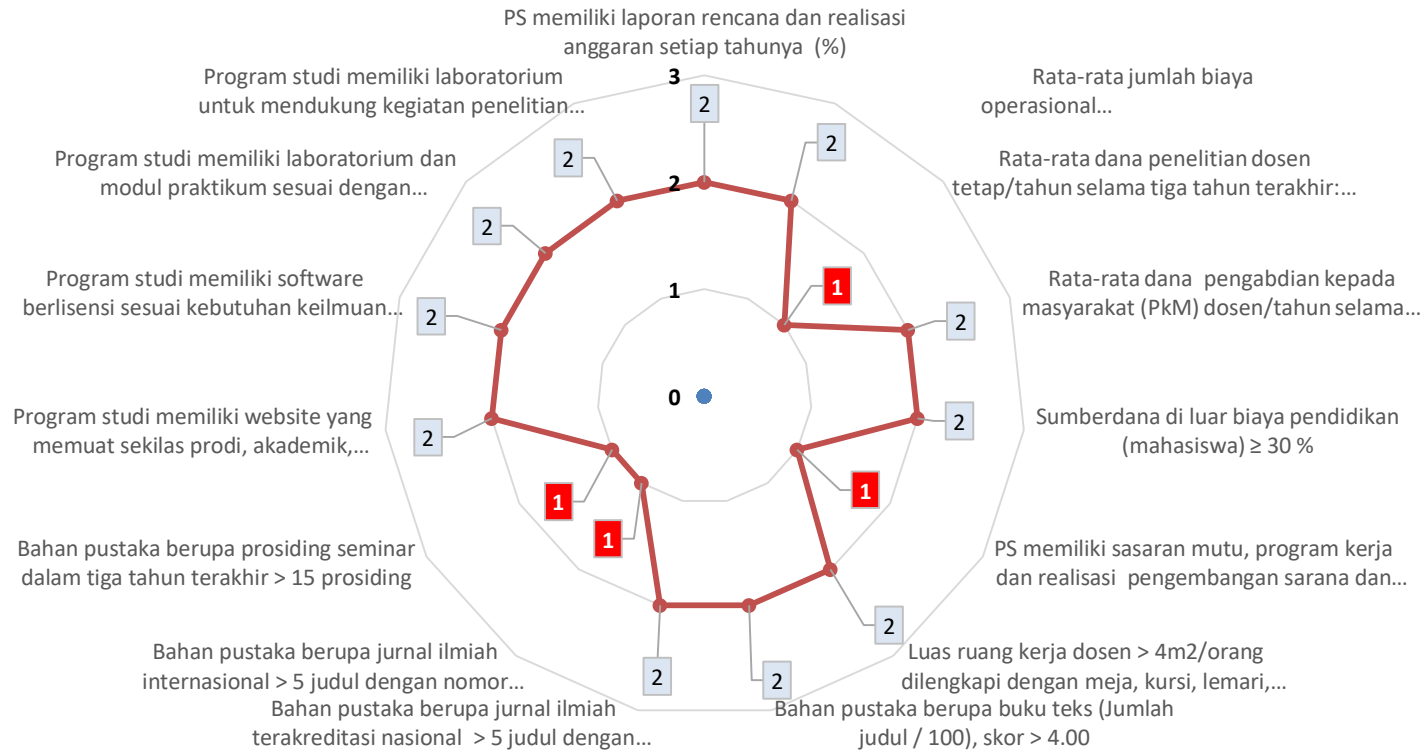 PS memiliki laporan rencana dan realisasi
anggaran setiap tahunya  (%)
Rata-rata jumlah biaya
operasional...
Rata-rata dana penelitian dosen
tetap/tahun selama tiga tahun terakhir:...
Rata-rata dana  pengabdian kepada
masyarakat (PkM) dosen/tahun selama...
Sumberdana di luar biaya pendidikan
(mahasiswa) ≥ 30 %
PS memiliki sasaran mutu, program kerja
dan realisasi  pengembangan sarana dan...
Luas ruang kerja dosen > 4m2/orang
dilengkapi dengan meja, kursi, lemari,...
Bahan pustaka berupa buku teks (Jumlah
judul / 100), skor > 4.00
Bahan pustaka berupa jurnal ilmiah
terakreditasi nasional  > 5 judul dengan...
Bahan pustaka berupa jurnal ilmiah
internasional > 5 judul dengan nomor...
Bahan pustaka berupa prosiding seminar
dalam tiga tahun terakhir > 15 prosiding
Program studi memiliki website yang
memuat sekilas prodi, akademik,...
Program studi memiliki software
berlisensi sesuai kebutuhan keilmuan...
Program studi memiliki laboratorium dan
modul praktikum sesuai dengan...
Program studi memiliki laboratorium
untuk mendukung kegiatan penelitian...
3
2
1
0
2
2
1
2
2
1
2
2
2
1
1
2
2
2
2